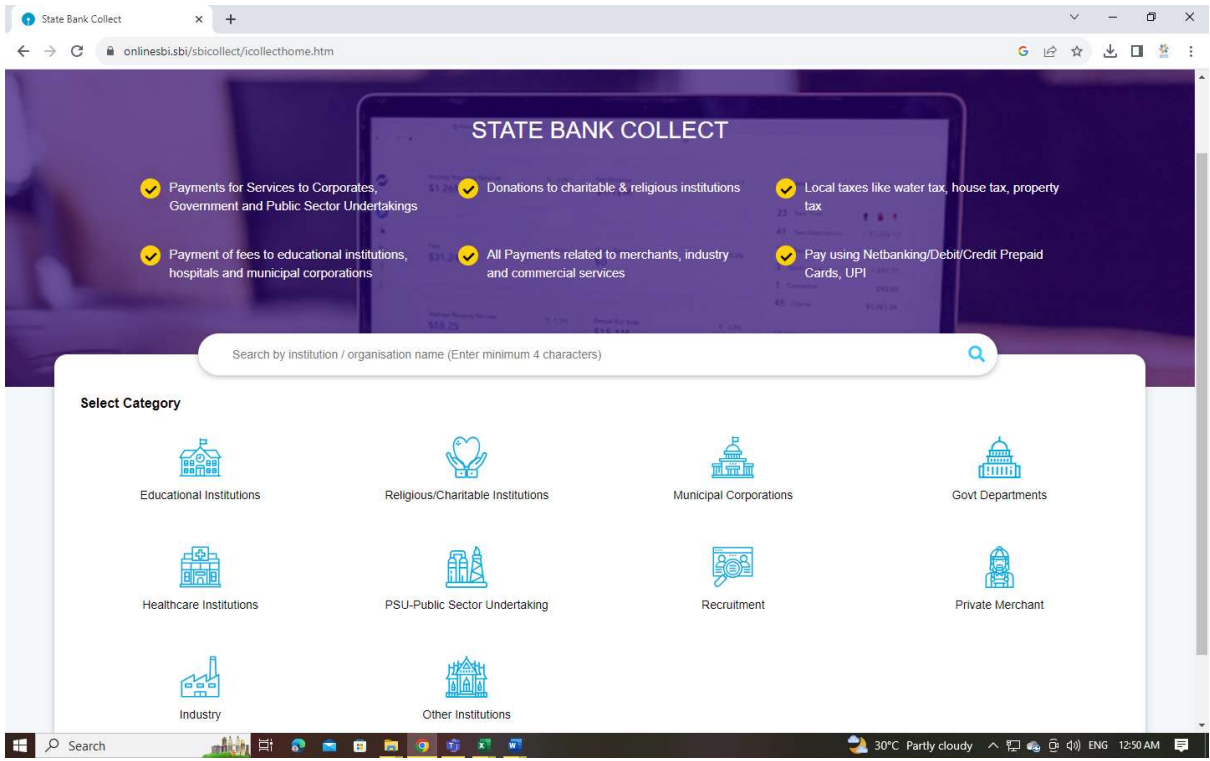 State Bank Collect
onlinesbi.sbi/sbicollect/icollecthome.htm
STATE BANK COLLECT
Payments for Services to Corporates,
Government and Public Sector Undertakings
Donations to charitable & religious institutions
Local taxes like water tax, house tax, property
tax
Payment of fees to educational institutions,
hospitals and municipal corporations
All Payments related to merchants, industry
and commercial services
Pay using Netbanking/Debit/Credit Prepaid
Cards, UPI
Search by institution / organisation name (Enter minimum 4 characters)
Select Category
Educational Institutions
Religious/Charitable Institutions
Municipal Corporations
Govt Departments
Healthcare Institutions
PSU-Public Sector Undertaking
Recruitment
Private Merchant
Industry
Other Institutions
Search
30°C Partly cloudy
ENG
12:50 AM